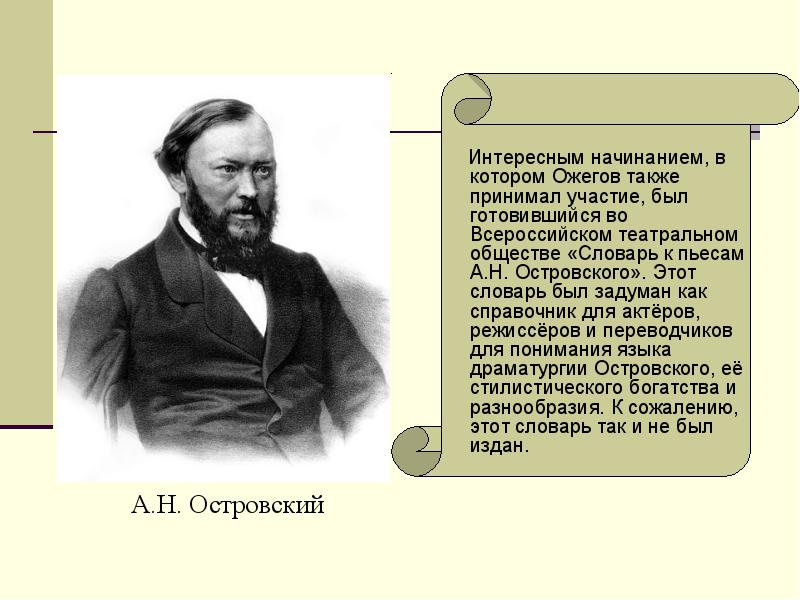 Интересным начинанием, в
котором Ожегов также
принимал участие, был
готовившийся во
Всероссийском театральном
обществе «Словарь к пьесам
А.Н. Островского». Этот
словарь был задуман как
справочник для актёров,
режиссёров и переводчиков
для понимания языка
драматургии Островского, её
стилистического богатства и
разнообразия. К сожалению,
этот словарь так и не был
издан.
А.Н. Островский